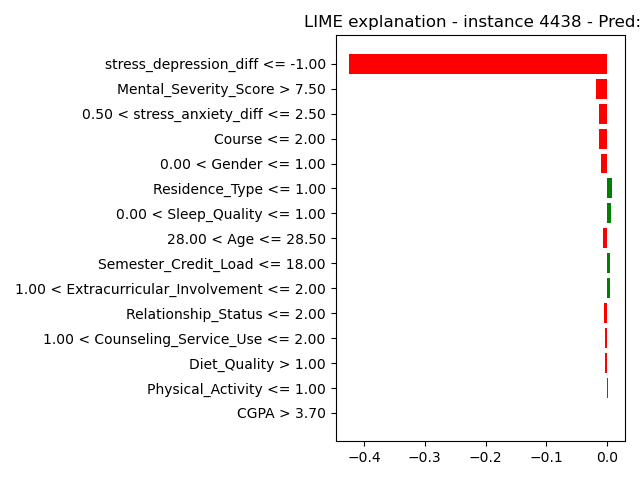 LIME explanation - instance 4438 - Pred:
stress_depression_diff <= -1.00
Mental_Severity_Score > 7.50
0.50 < stress_anxiety_diff <= 2.50
Course <= 2.00
0.00 < Gender <= 1.00
Residence_Type <= 1.00
0.00 < Sleep_Quality <= 1.00
28.00 < Age <= 28.50
Semester_Credit_Load <= 18.00
1.00 < Extracurricular_Involvement <= 2.00
Relationship_Status <= 2.00
1.00 < Counseling_Service_Use <= 2.00
Diet_Quality > 1.00
Physical_Activity <= 1.00
CGPA > 3.70
−0.4 −0.3 −0.2 −0.1 0.0